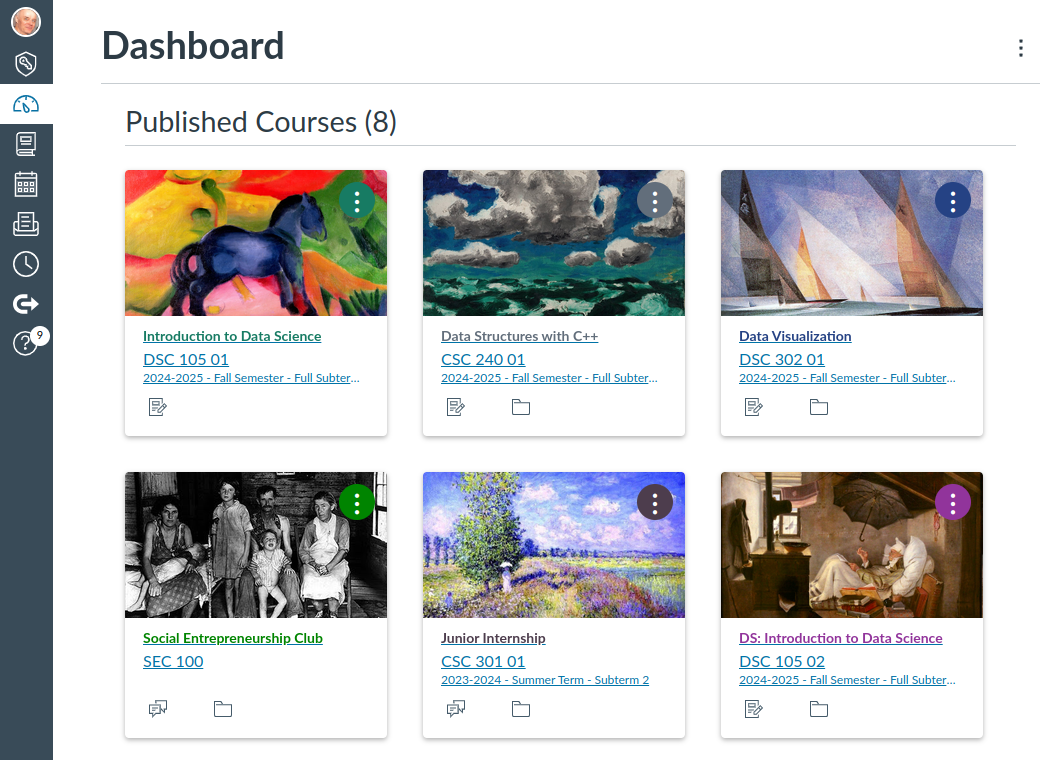 Dashboard
Published Courses (8)
Introduction to Data Science
DSC 105 01
2024-2025 - Fall Semester - Full Subter...
Data Structures with C++
CSC 240 01
2024-2025 - Fall Semester - Full Subter...
Data Visualization
DSC 302 01
2024-2025 - Fall Semester - Full Subter...
9
Social Entrepreneurship Club
SEC 100
Junior Internship
CSC 301 01
2023-2024 - Summer Term - Subterm 2
DS: Introduction to Data Science
DSC 105 02
2024-2025 - Fall Semester - Full Subter...